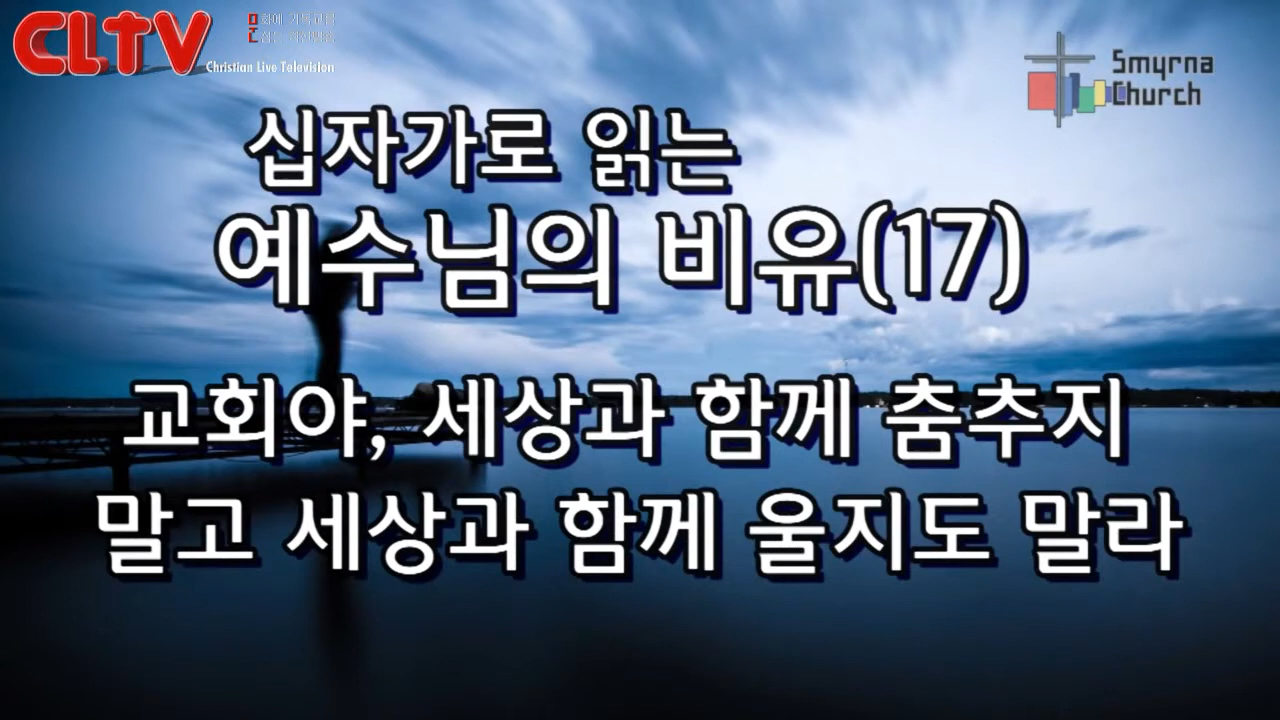 CLTV
Christian Live Television
Smyrna
Church
십자가로 읽는
예수님의 비유(17)
교회야, 세상과 함께 춤추지
말고 세상과 함께 울지도 말라